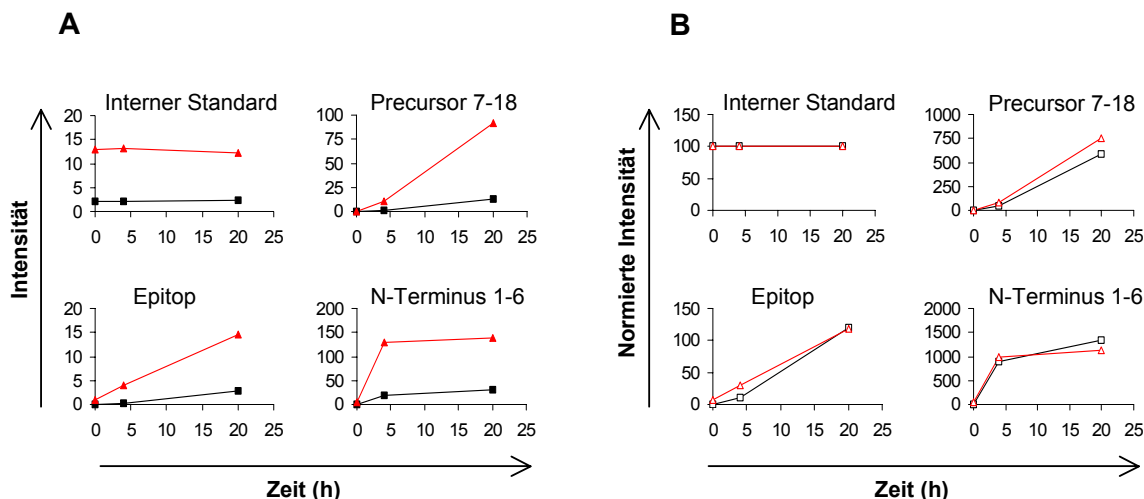 A
B
Interner Standard
Precursor 7-18
20
15
10
5
0
0 5 10 15 20 25
100
75
50
25
0
0 5 10 15 20 25
Epitop
N-Terminus 1-6
20
15
10
5
0
0 5 10 15 20 25
200
150
100
50
0
0 5 10 15 20 25
Intensität
Zeit (h)
Interner Standard
Precursor 7-18
150
125
100
75
50
0 5 10 15 20 25
1000
750
500
250
0
0 5 10 15 20 25
Epitop
N-Terminus 1-6
150
100
50
0
0 5 10 15 20 25
2000
1500
1000
500
0
0 5 10 15 20 25
Normierte Intensität
Zeit (h)